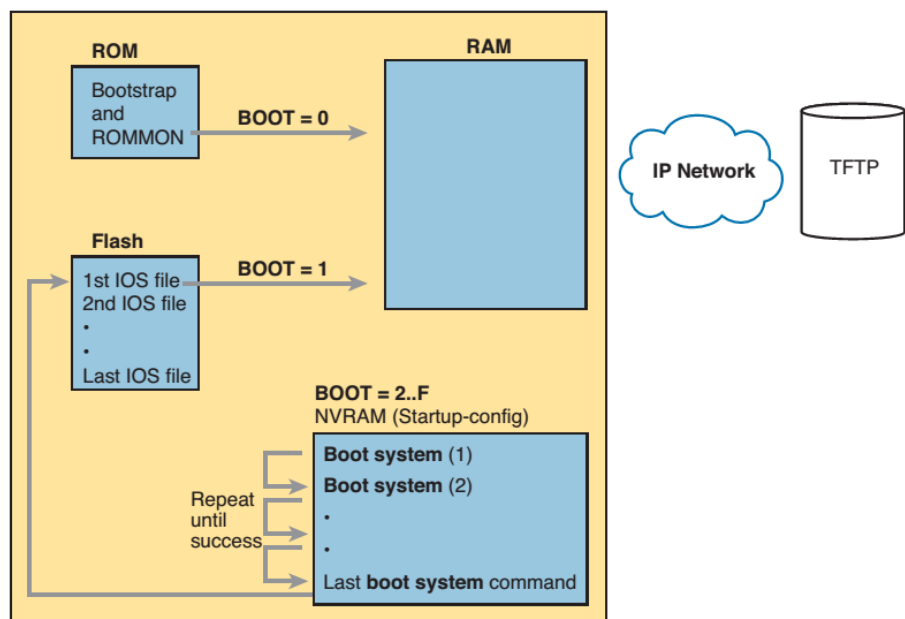 ROM
RAM
Bootstrap
and
ROMMON
BOOT = 0
IP Network
TFTP
Flash
BOOT = 1
1st IOS file
2nd IOS file
•
•
Last IOS file
BOOT = 2..F
NVRAM (Startup-config)
Boot system (1)
Boot system (2)
•
•
Last boot system command
Repeat
until
success